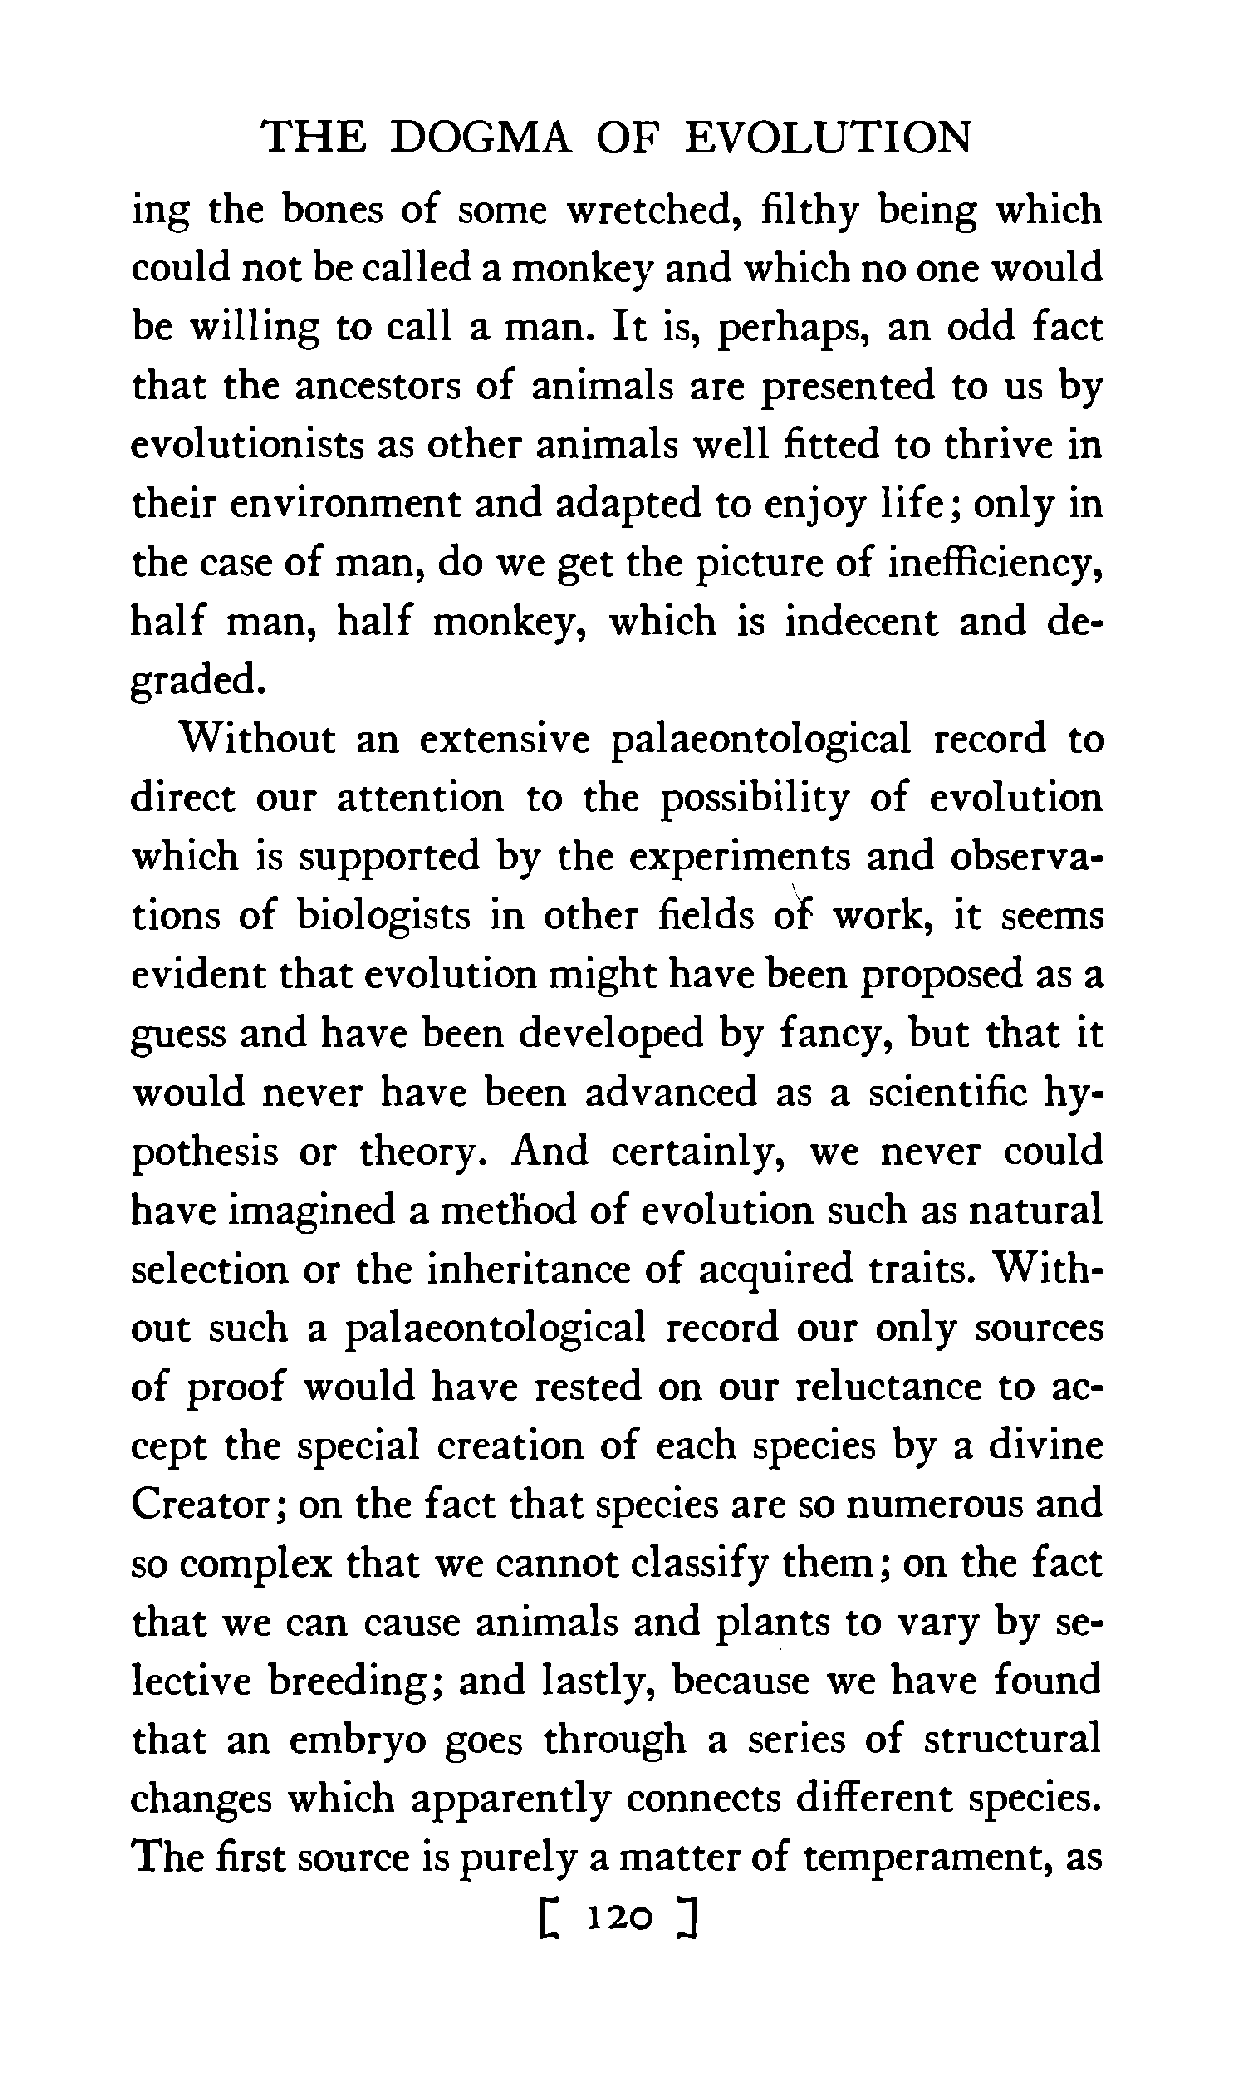 THE DOGMA OF EVOLUTION
ing the bones of some wretched, filthy being which
could not be called a monkey and which no one would
be willing to call a man. It is, perhaps, an odd fact
that the ancestors of animals are presented to us by
evolutionists as other animals well fitted to thrive in
their environment and adapted to enjoy life; only in
the case of man, do we get the picture of inefficiency,
half man, half monkey, which is indecent and de-
graded.
Without an extensive palaeontological record to
direct our attention to the possibility of evolution
which is supported by the experiments and observa-
tions of biologists in other fields of work, it seems
evident that evolution might have been proposed as a
guess and have been developed by fancy, but that it
would never have been advanced as a scientific hy-
pothesis or theory. And certainly, we never could
have imagined a method of evolution such as natural
selection or the inheritance of acquired traits. With-
out such a palaeontological record our only sources
of proof would have rested on our reluctance to ac-
cept the special creation of each species by a divine
Creator; on the fact that species are so numerous and
so complex that we cannot classify them; on the fact
that we can cause animals and plants to vary by se-
lective breeding; and lastly, because we have found
that an embryo goes through a series of structural
changes which apparently connects different species.
The first source is purely a matter of temperament, as
[ 120 ]